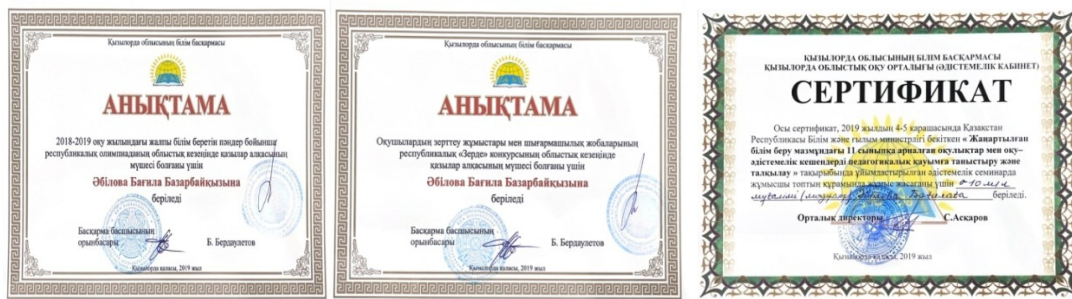 Қызылорда облысының білім басқармасы
АНЫҚТАМА
2018-2019 оқу жылындағы жалпы білім беретін пәндер бойынша
республикалық олимпиаданың облыстық кезеңінде қазылар алқасының
мүшесі болғаны үшін
Әбілова Бағила Базарбайқызына
беріледі
Басқарма басшысының
орынбасары
Б. Бердаулетов
Қызылорда қаласы, 2019 жыл
Қызылорда облысының білім басқармасы
АНЫҚТАМА
Оқушылардың зерттеу жұмыстары мен шығармашылық жобаларының
республикалық «Зерде» конкурсының облыстық кезеңінде
қазылар алқасының мүшесі болғаны үшін
Әбілова Бағила Базарбайқызына
беріледі
Басқарма басшысының
орынбасары
Б. Бердаулетов
Қызылорда қаласы, 2019 жыл
ҚЫЗЫЛОРДА ОБЛЫСЫНЫҢ БІЛІМ БАСҚАРМАСЫ
ҚЫЗЫЛОРДА ОБЛЫСТЫҚ ОҚУ ОРТАЛЫҒЫ (ӘДІСТЕМЕЛІК КАБИНЕТ)
СЕРТИФИКАТ
Осы сертификат, 2019 жылдың 4-5 қарашасында Қазақстан
Республикасы Білім және ғылым министрлігі бекіткен « Жаңартылған
білім беру мазмұндағы 11 сыныпқа арналған оқулықтар мен оқу–
әдістемелік кешендерді педагогикалық қауымға таныстыру және
талқылау » тақырыбында ұйымдастырылған әдістемелік семинарда
жұмысшы топтың құрамында жұмыс жасағаны үшін
беріледі.
Орталық директоры
С.Асқаров
Қызылорда қаласы, 2019 жыл